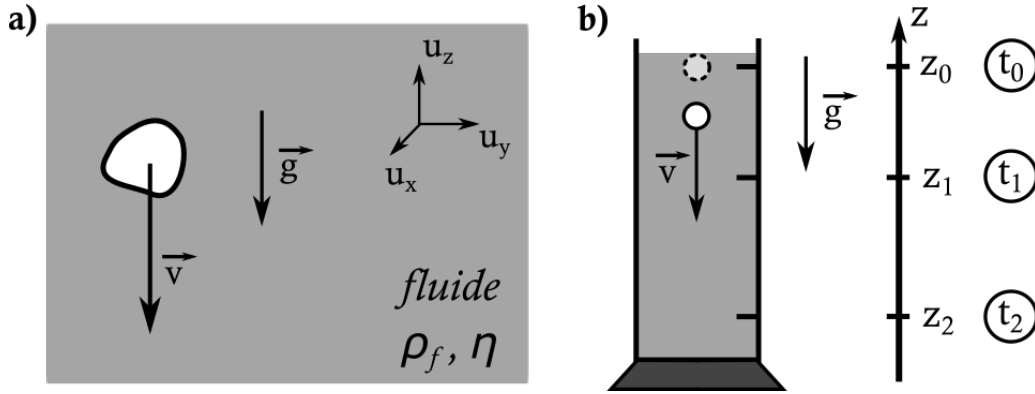 a)
u_z
u_y
u_x
g
v
fluide
ρ_f, η
b)
z
z_0
t_0
g
v
z_1
t_1
z_2
t_2